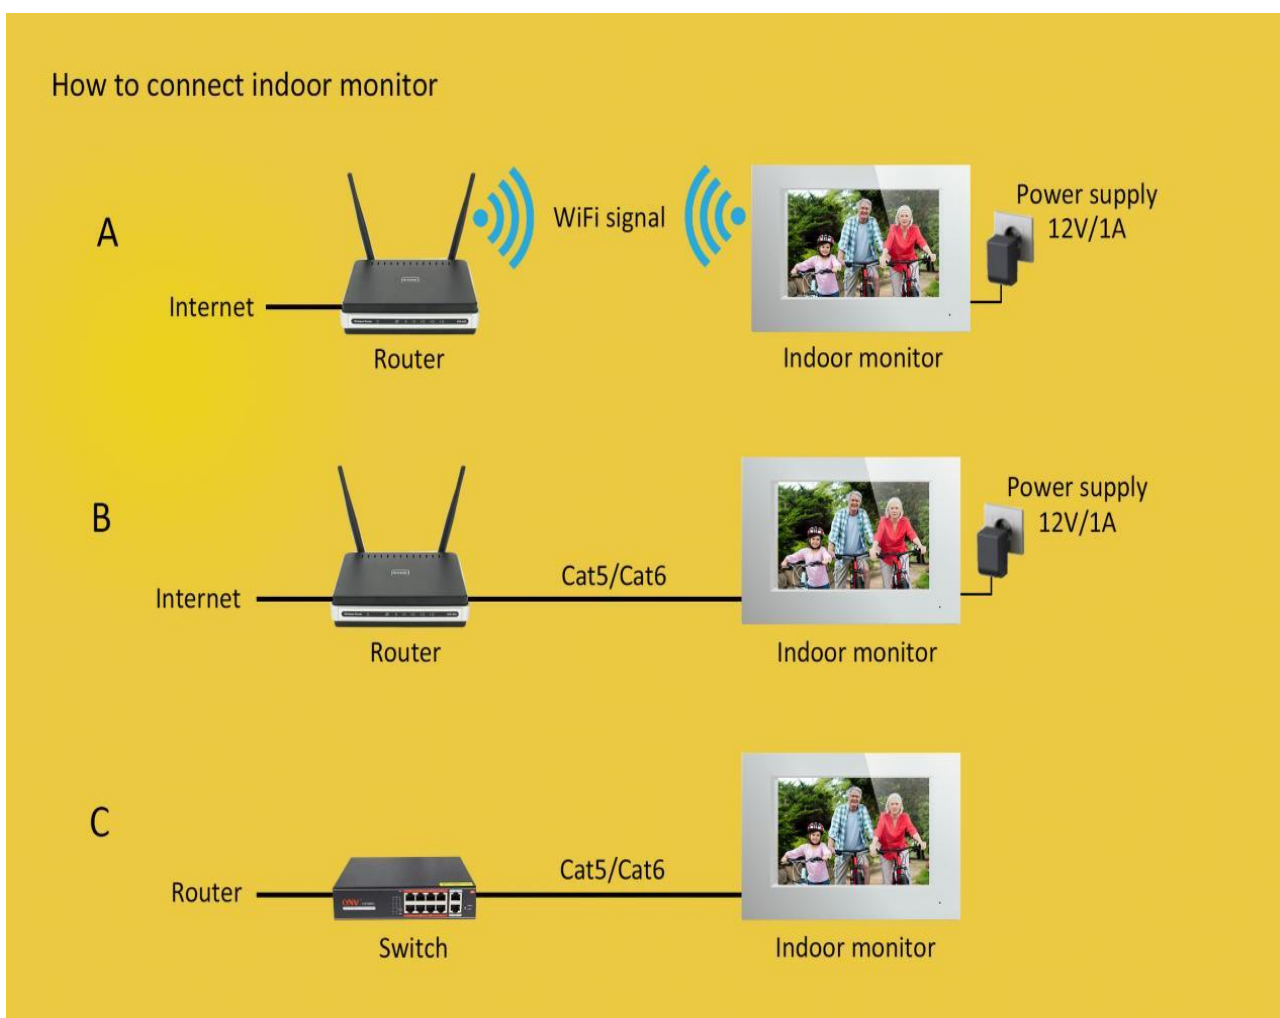 How to connect indoor monitor
A
WiFi signal
Power supply
12V/1A
Internet
Router
Indoor monitor
B
Power supply
12V/1A
Cat5/Cat6
Internet
Router
Indoor monitor
C
Cat5/Cat6
Router
ONV
Switch
Indoor monitor